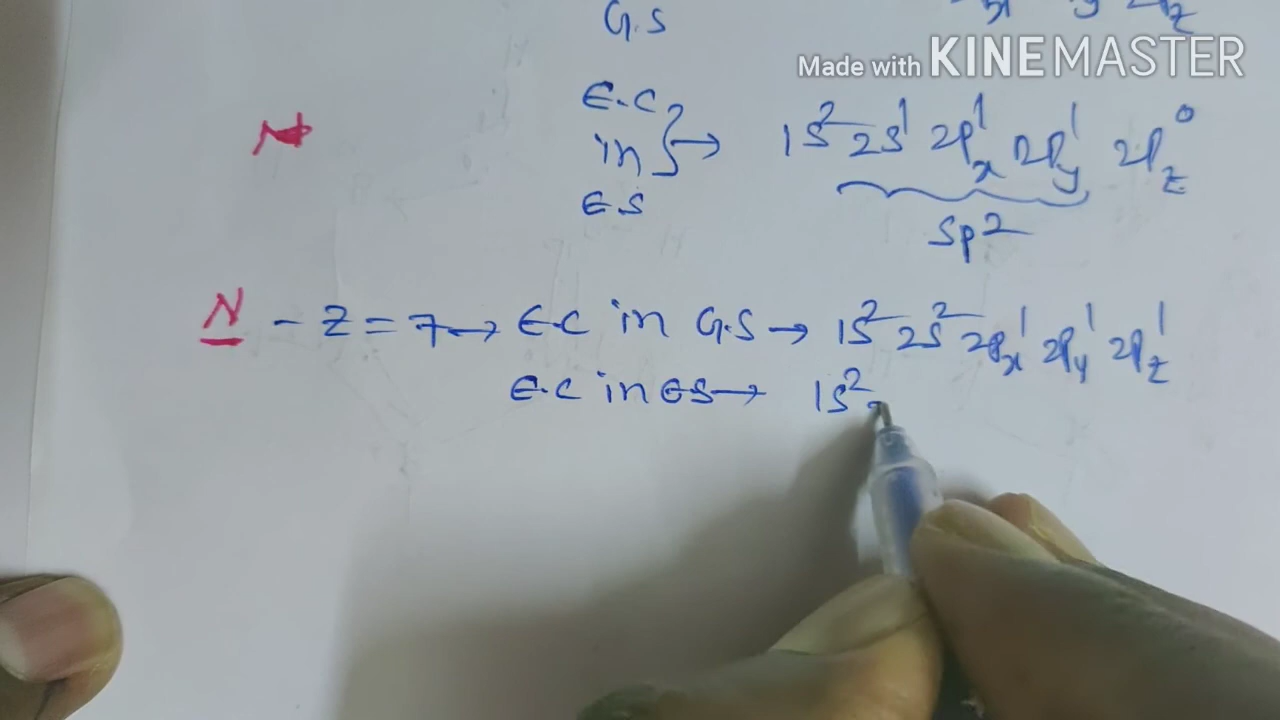 G.S
Made with KINEMASTER
E.C
in } → 1S² 2S¹ 2Px¹ 2Py¹ 2Pz⁰
E.S
SP²
N - Z = 7 → E.C in G.S → 1S² 2S² 2Px¹ 2Py¹ 2Pz¹
E.C in ES → 1S²